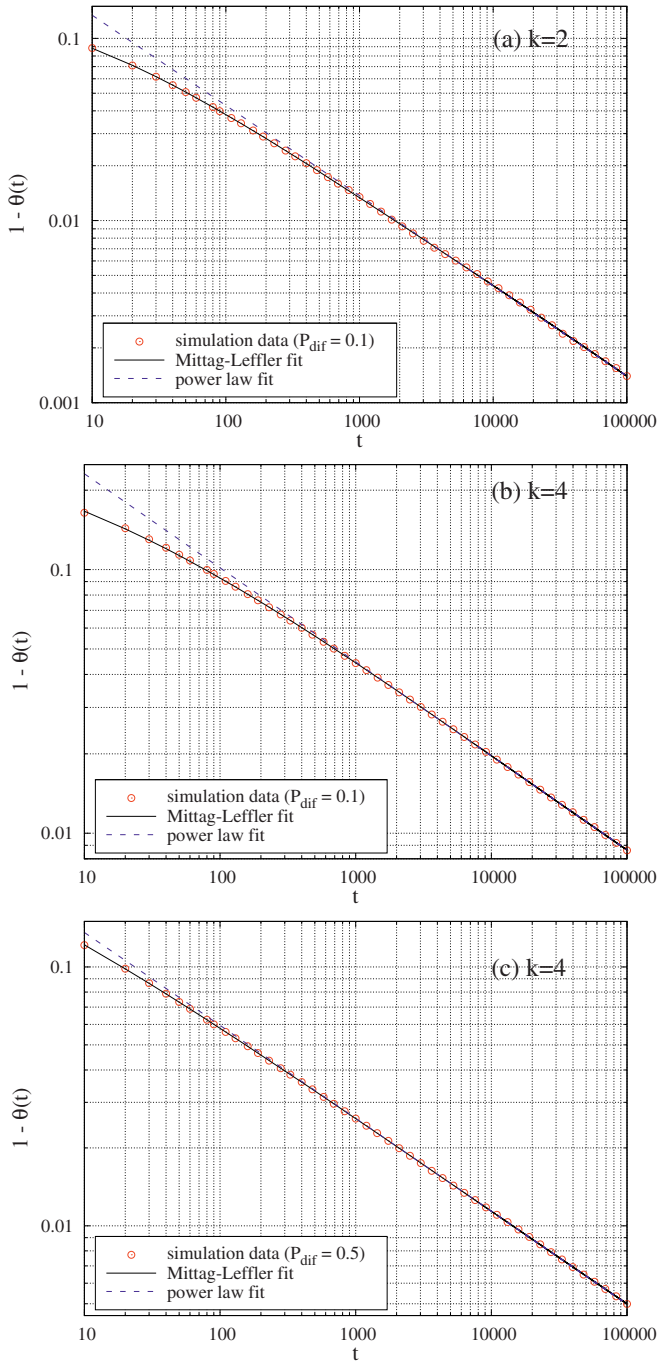 0.1
(a) k=2
1 - θ(t)
0.01
simulation data (P_dif = 0.1)
Mittag-Leffler fit
power law fit
0.001
10 100 1000 10000 100000
t
(b) k=4
0.1
1 - θ(t)
simulation data (P_dif = 0.1)
Mittag-Leffler fit
power law fit
0.01
10 100 1000 10000 100000
t
0.1
(c) k=4
1 - θ(t)
0.01
simulation data (P_dif = 0.5)
Mittag-Leffler fit
power law fit
10 100 1000 10000 100000
t